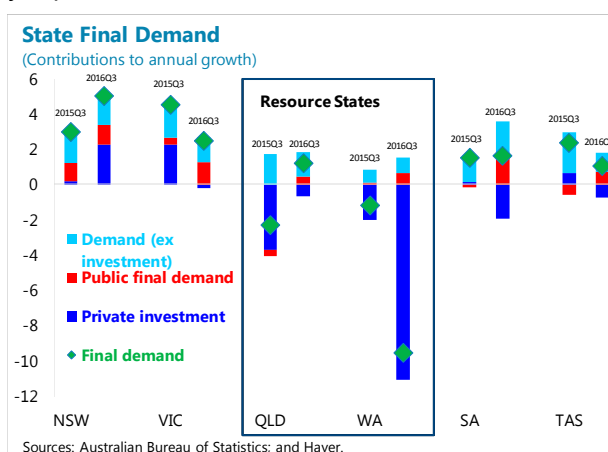 State Final Demand
(Contributions to annual growth)
6
4
2
0
-2
-4
-6
-8
-10
-12
2015Q3
2016Q3
2015Q3
2016Q3
Resource States
2015Q3
2016Q3
2015Q3
2016Q3
2015Q3
2016Q3
2015Q3
2016Q3
Demand (ex
investment)
Public final demand
Private investment
Final demand
NSW
VIC
QLD
WA
SA
TAS
Sources: Australian Bureau of Statistics; and Haver.